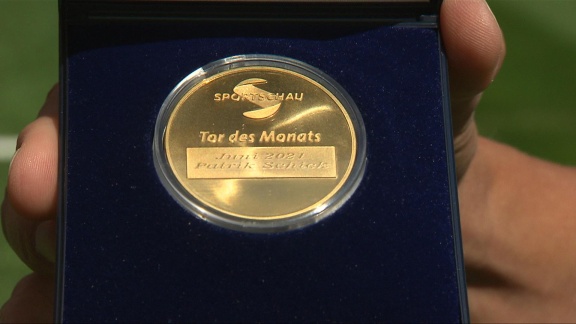 SPORTSCHAU
Tor des Monats
Juni 2021
Patrik Schick